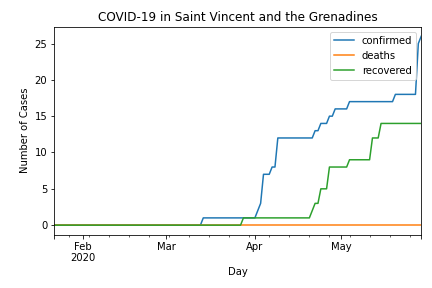 COVID-19 in Saint Vincent and the Grenadines
confirmed
deaths
recovered
Number of Cases
25
20
15
10
5
0
Feb
2020
Mar
Apr
May
Day